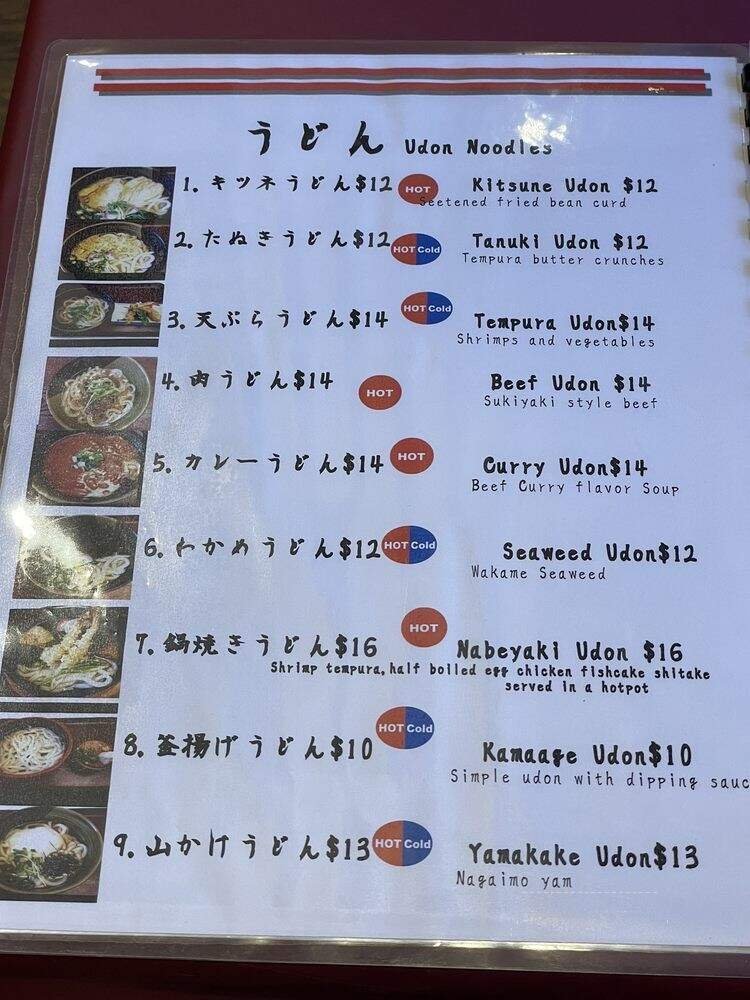 うどん Udon Noodles
1. キツネうどん$12 HOT Kitsune Udon $12
Seetened fried bean curd
2. たぬきうどん$12 HOT Cold Tanuki Udon $12
Tempura butter crunches
3. 天ぷらうどん$14 HOT Cold Tempura Udon$14
Shrimps and vegetables
4. 肉うどん$14 HOT Beef Udon $14
Sukiyaki style beef
5. カレーうどん$14 HOT Curry Udon$14
Beef Curry flavor Soup
6. わかめうどん$12 HOT Cold Seaweed Udon$12
Wakame Seaweed
7. 鍋焼きうどん$16 HOT Nabeyaki Udon $16
Shrimp tempura,half boiled egg chicken fishcake shitake
served in a hotpot
8. 釜揚げうどん$10 HOT Cold Kamaage Udon$10
Simple udon with dipping sauc
9. 山かけうどん$13 HOT Cold Yamakake Udon$13
Nagaimo yam